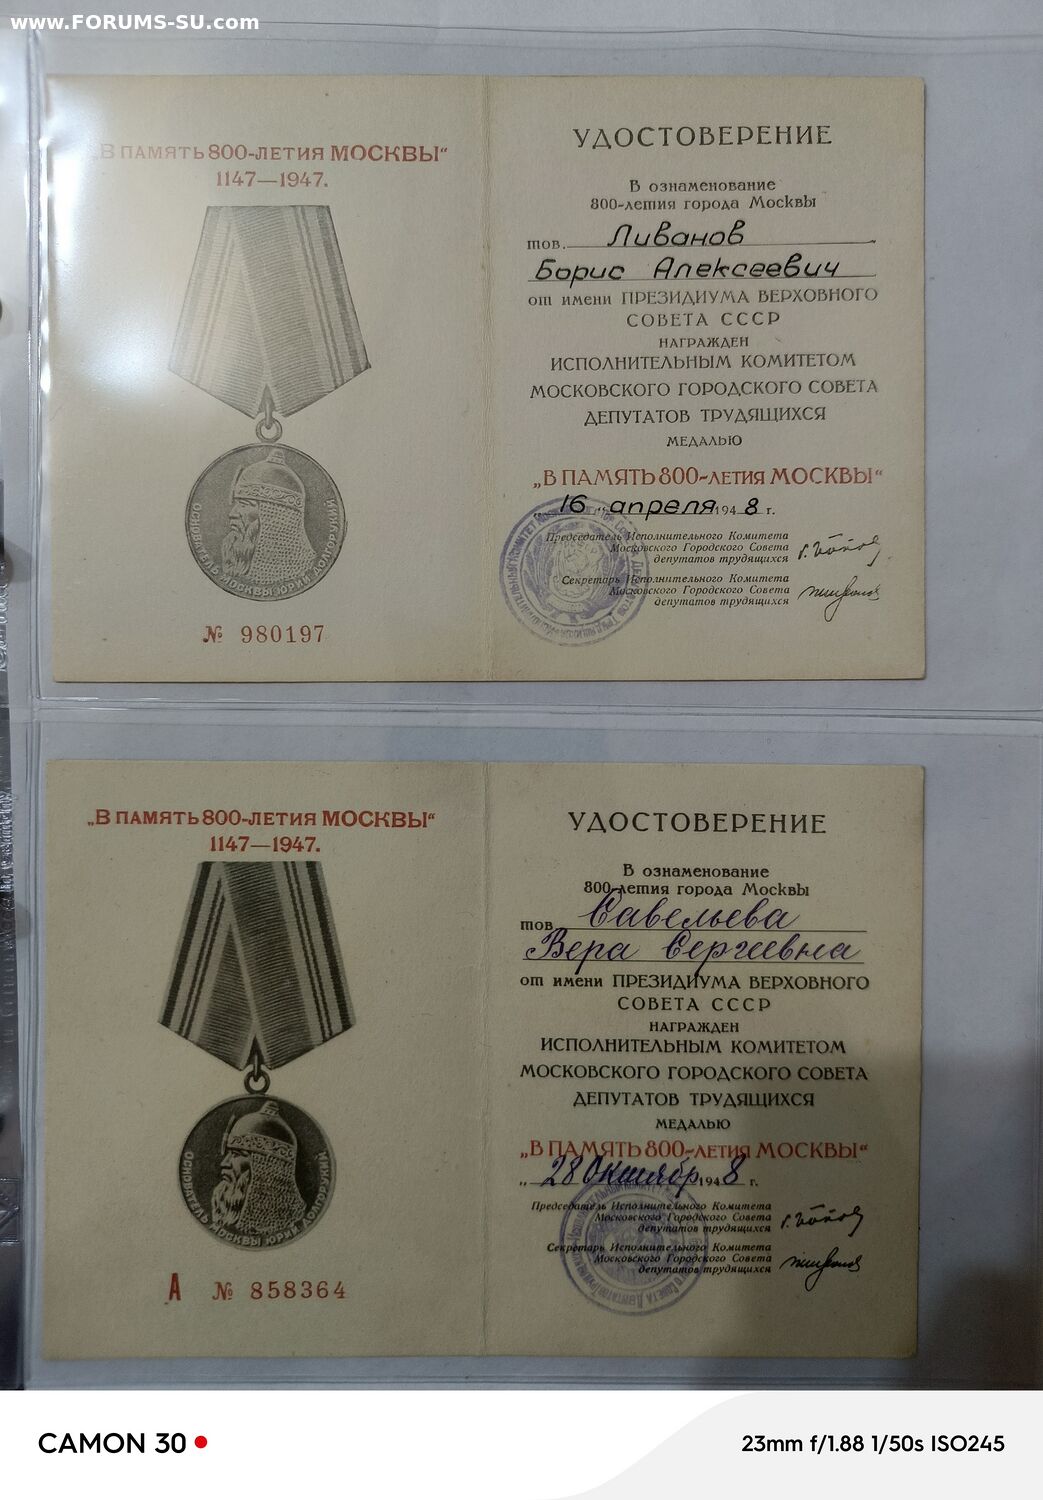 www.FORUMS-SU.com
„В ПАМЯТЬ 800-ЛЕТИЯ МОСКВЫ“
1147—1947.
ОСНОВАТЕЛЬ МОСКВЫ ЮРИЙ ДОЛГОРУКИЙ
№ 980197
УДОСТОВЕРЕНИЕ
В ознаменование
800-летия города Москвы
тов. Ливанов
Борис Алексеевич
от имени ПРЕЗИДИУМА ВЕРХОВНОГО
СОВЕТА СССР
НАГРАЖДЕН
ИСПОЛНИТЕЛЬНЫМ КОМИТЕТОМ
МОСКОВСКОГО ГОРОДСКОГО СОВЕТА
ДЕПУТАТОВ ТРУДЯЩИХСЯ
МЕДАЛЬЮ
„В ПАМЯТЬ 800-ЛЕТИЯ МОСКВЫ“
„16“ апреля 1948 г.
Председатель Исполнительного Комитета
Московского Городского Совета
депутатов трудящихся
Секретарь Исполнительного Комитета
Московского Городского Совета
депутатов трудящихся
„В ПАМЯТЬ 800-ЛЕТИЯ МОСКВЫ“
1147—1947.
ОСНОВАТЕЛЬ МОСКВЫ ЮРИЙ ДОЛГОРУКИЙ
А № 858364
УДОСТОВЕРЕНИЕ
В ознаменование
800-летия города Москвы
тов. Савельева
Вера Сергеевна
от имени ПРЕЗИДИУМА ВЕРХОВНОГО
СОВЕТА СССР
НАГРАЖДЕН
ИСПОЛНИТЕЛЬНЫМ КОМИТЕТОМ
МОСКОВСКОГО ГОРОДСКОГО СОВЕТА
ДЕПУТАТОВ ТРУДЯЩИХСЯ
МЕДАЛЬЮ
„В ПАМЯТЬ 800-ЛЕТИЯ МОСКВЫ“
„28 Октябр 1948 г.
Председатель Исполнительного Комитета
Московского Городского Совета
депутатов трудящихся
Секретарь Исполнительного Комитета
Московского Городского Совета
депутатов трудящихся
CAMON 30
23mm f/1.88 1/50s ISO245